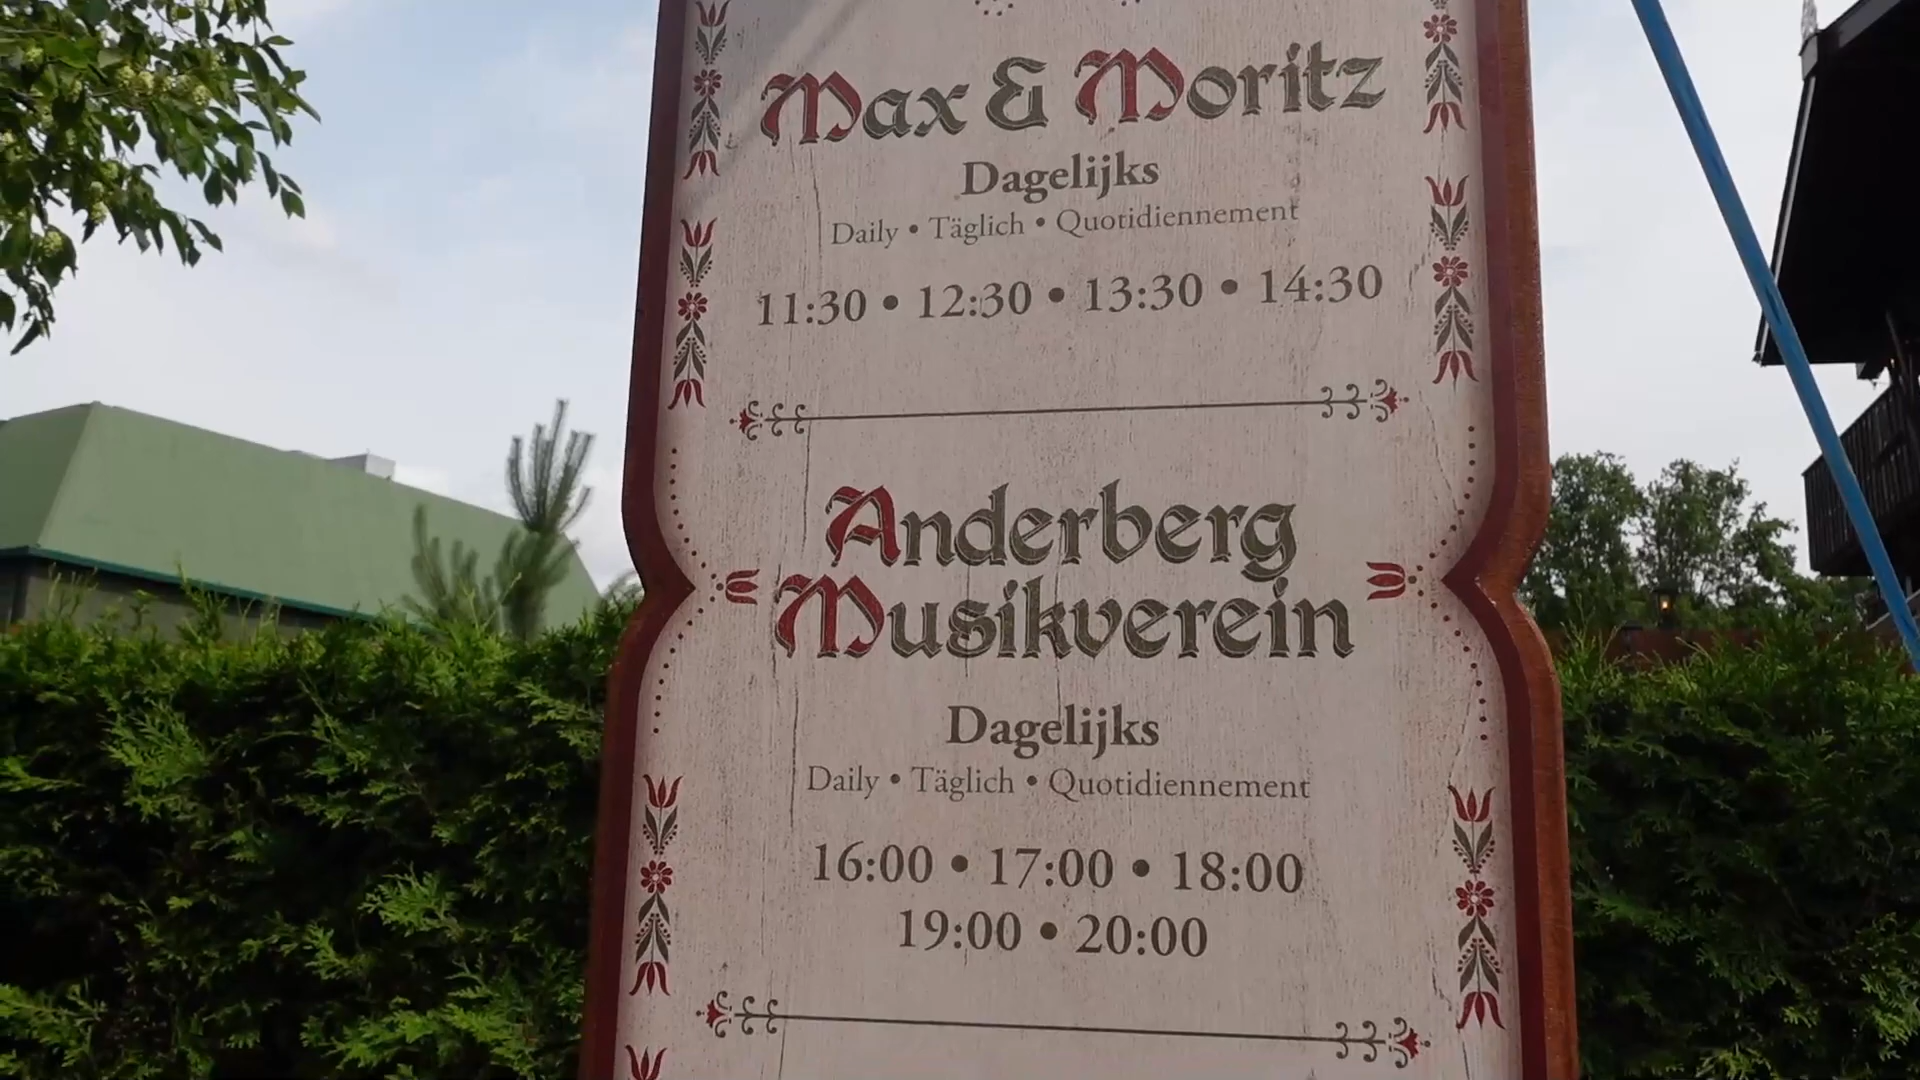 Max & Moritz
Dagelijks
Daily • Täglich • Quotidiennement
11:30 • 12:30 • 13:30 • 14:30
Anderberg
Musikverein
Dagelijks
Daily • Täglich • Quotidiennement
16:00 • 17:00 • 18:00
19:00 • 20:00